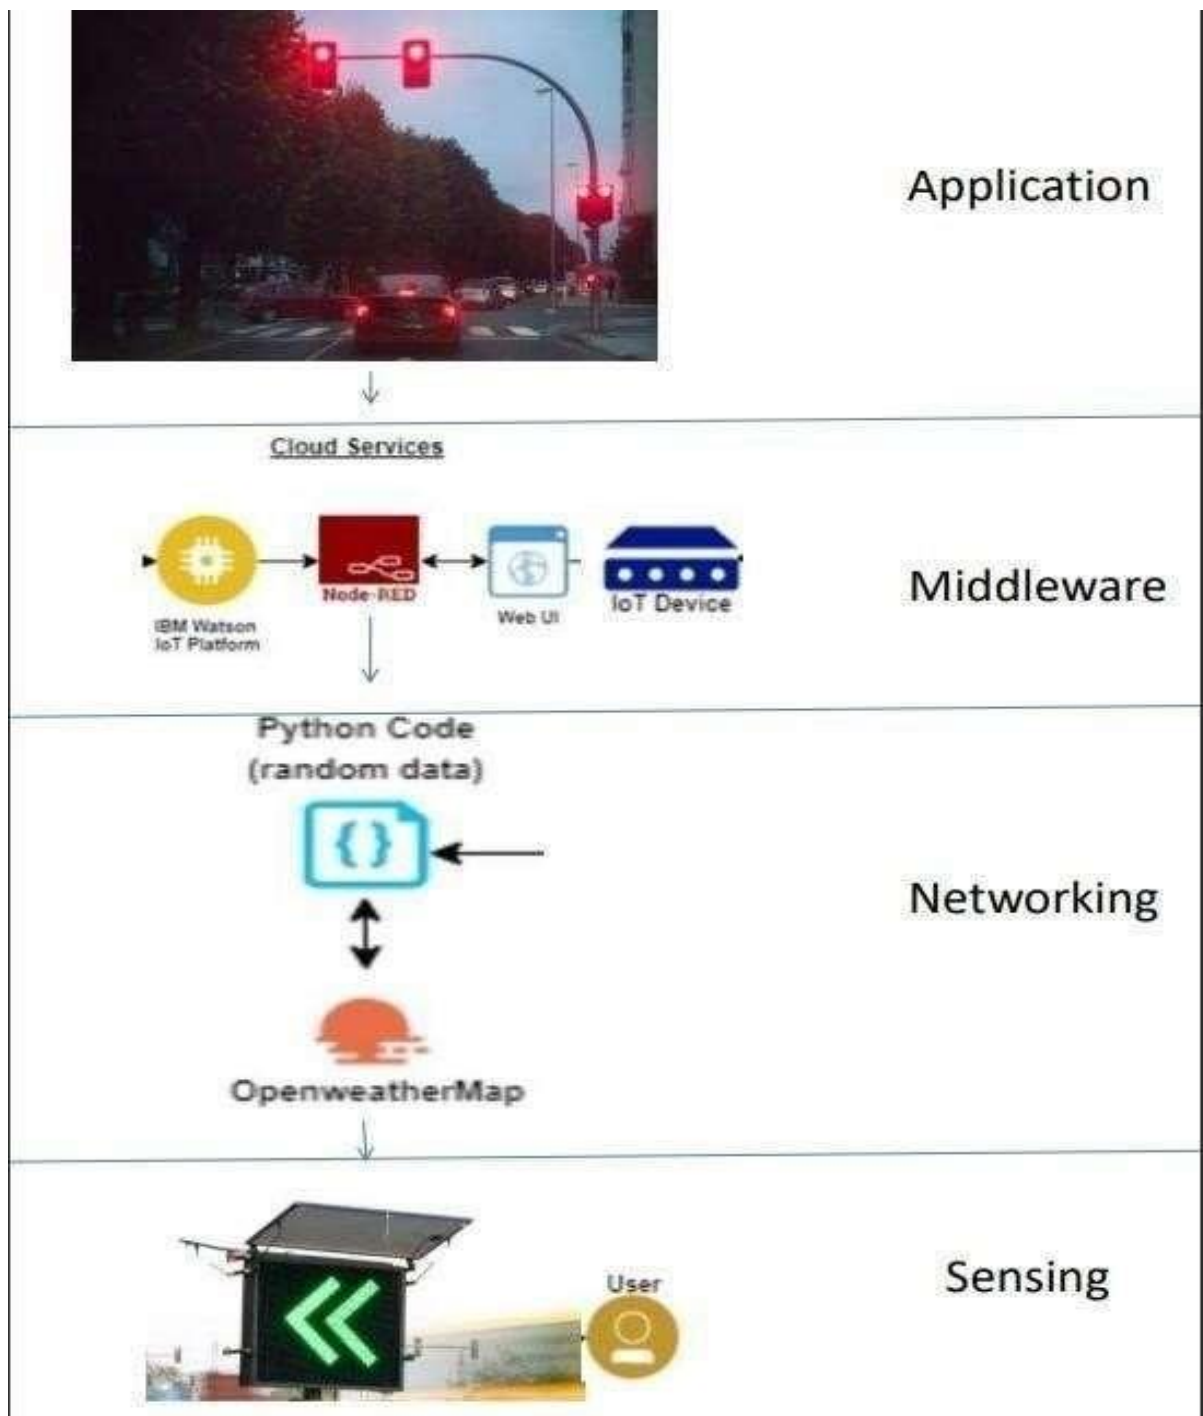 Application
Cloud Services
IBM Watson
IoT Platform
Node-RED
Web UI
IoT Device
Middleware
Python Code
(random data)
Networking
OpenweatherMap
User
Sensing